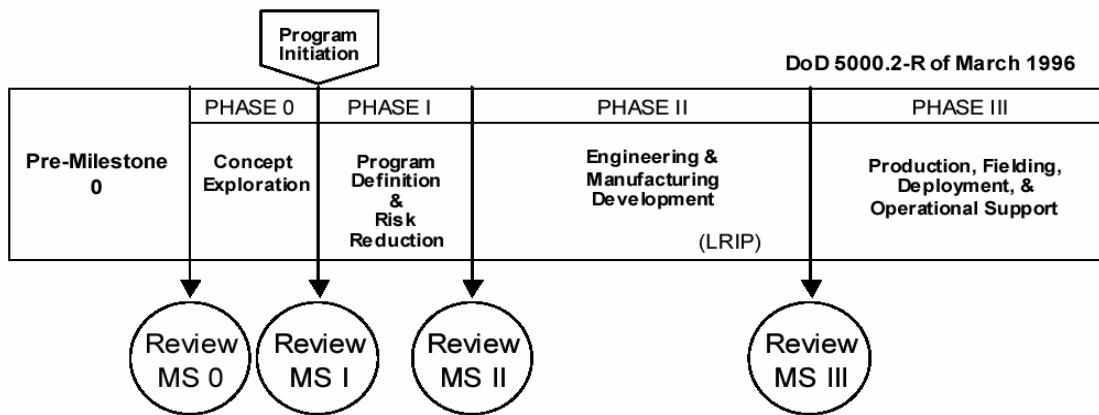 Program
Initiation
DoD 5000.2-R of March 1996
PHASE 0
PHASE I
PHASE II
PHASE III
Pre-Milestone
0
Concept
Exploration
Program
Definition
&
Risk
Reduction
Engineering &
Manufacturing
Development
(LRIP)
Production, Fielding,
Deployment, &
Operational Support
Review
MS 0
Review
MS I
Review
MS II
Review
MS III